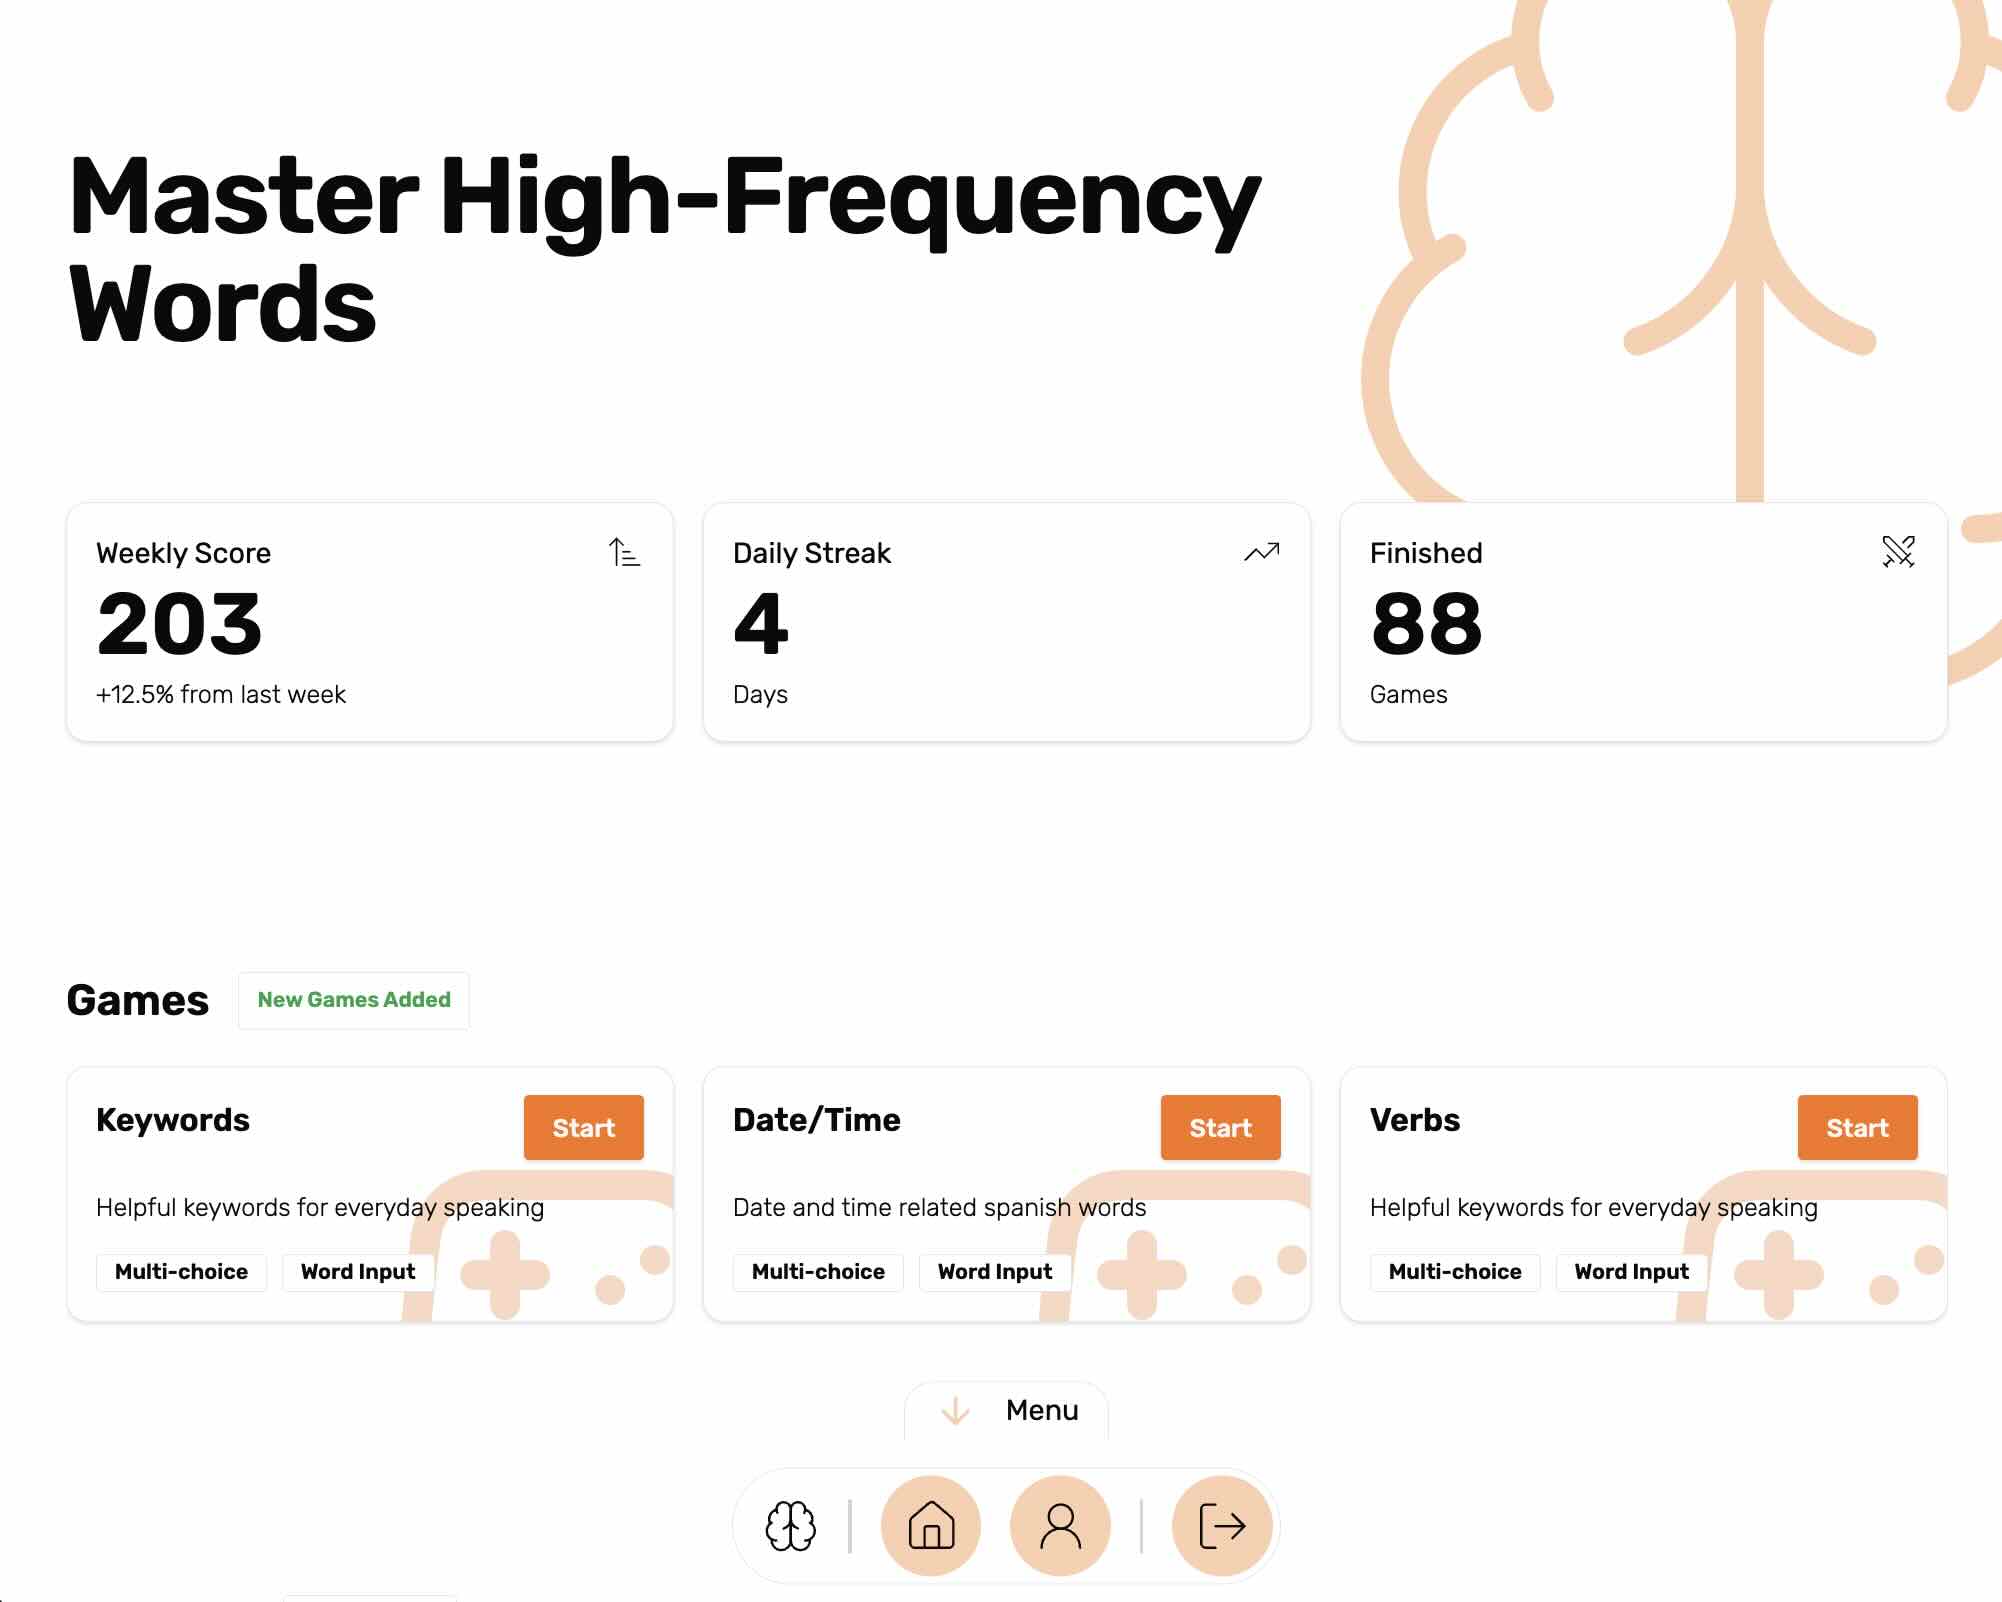 Master High-Frequency
Words
Weekly Score
203
+12.5% from last week
Daily Streak
4
Days
Finished
88
Games
Games
New Games Added
Keywords
Start
Helpful keywords for everyday speaking
Multi-choice
Word Input
Date/Time
Start
Date and time related spanish words
Multi-choice
Word Input
Verbs
Start
Helpful keywords for everyday speaking
Multi-choice
Word Input
Menu